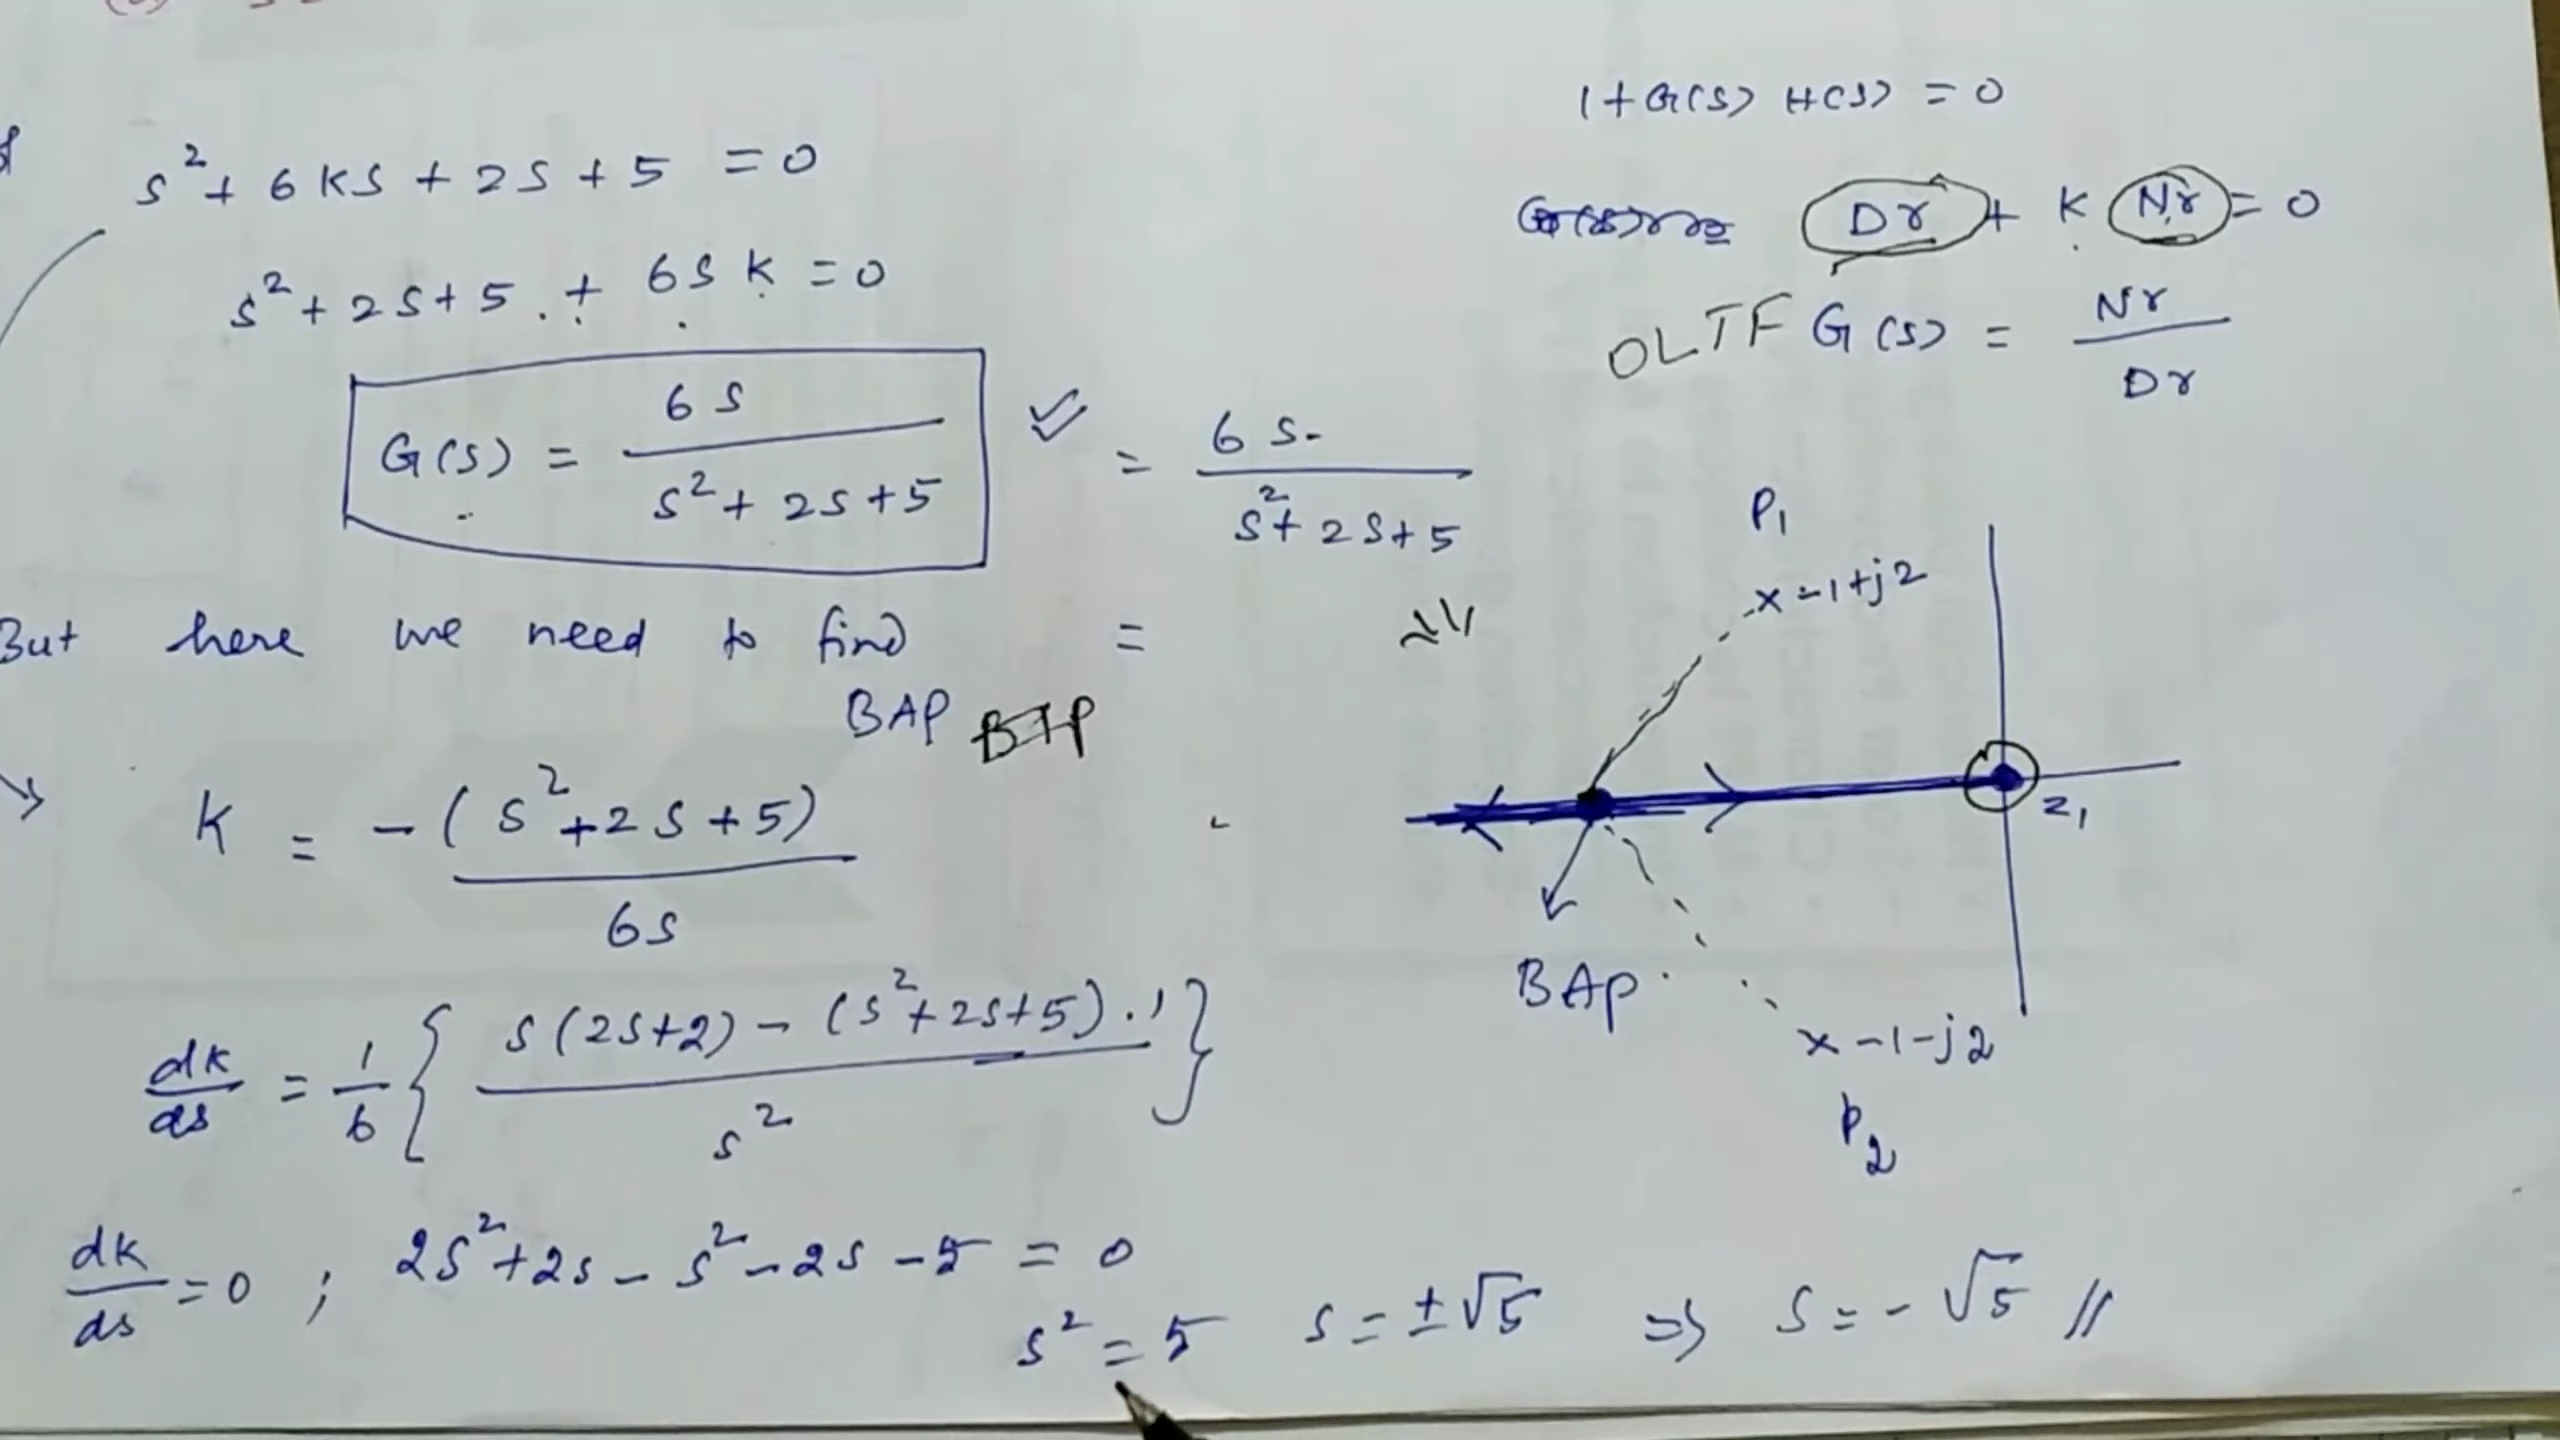 s² + 6ks + 2s + 5 = 0
s² + 2s + 5 + 6s k = 0
G(s) = 6s / s² + 2s + 5 = 6s / s² + 2s + 5
But here we need to find =
BAP BIP
k = -(s² + 2s + 5) / 6s
dk/ds = 1/6 { s(2s+2) - (s² + 2s + 5).1 / s² }
dk/ds = 0 ; 2s² + 2s - s² - 2s - 5 = 0
s² = 5 s = ±√5 ⇒ s = -√5 //
1 + G(s) H(s) = 0
Dr + k Nr = 0
OLTF G(s) = Nr / Dr
P₁
x -1+j2
z₁
BAP
x -1-j2
P₂